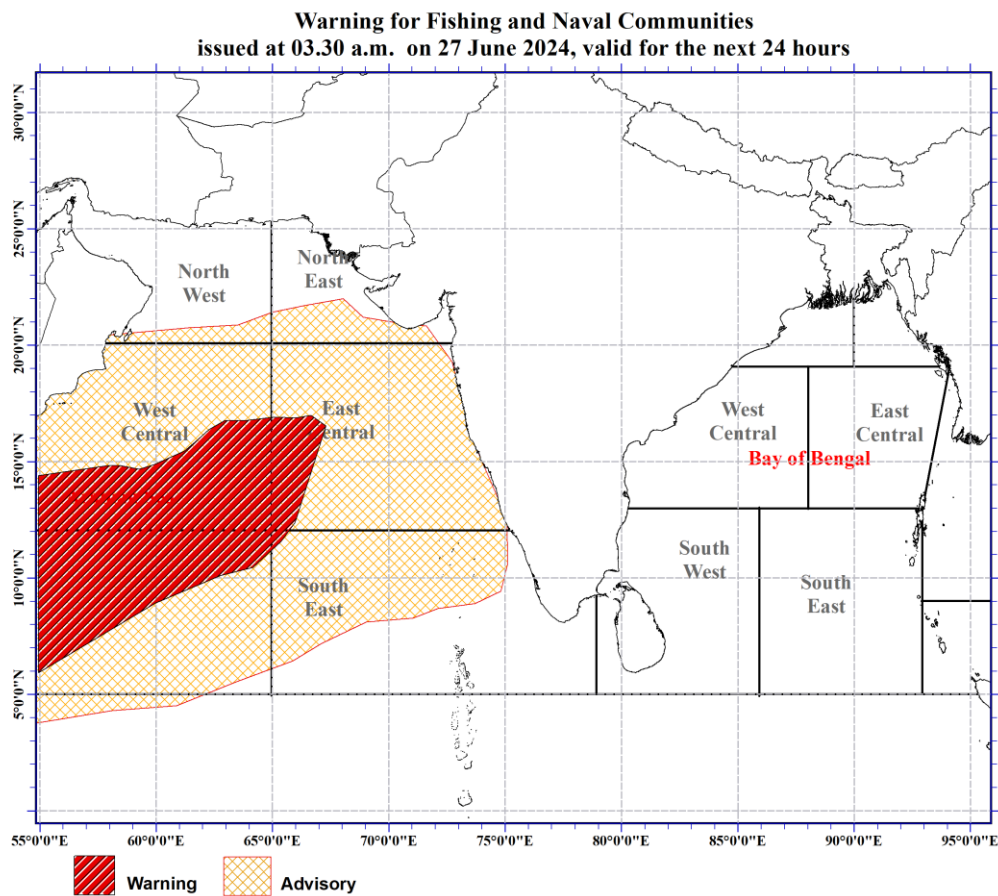 Warning for Fishing and Naval Communities
issued at 03.30 a.m. on 27 June 2024, valid for the next 24 hours
30°0'0"N
25°0'0"N
20°0'0"N
15°0'0"N
10°0'0"N
5°0'0"N
North
West
North
East
West
Central
East
Central
South
East
West
Central
East
Central
Bay of Bengal
South
West
South
East
55°0'0"E
60°0'0"E
65°0'0"E
70°0'0"E
75°0'0"E
80°0'0"E
85°0'0"E
90°0'0"E
95°0'0"E
Warning
Advisory